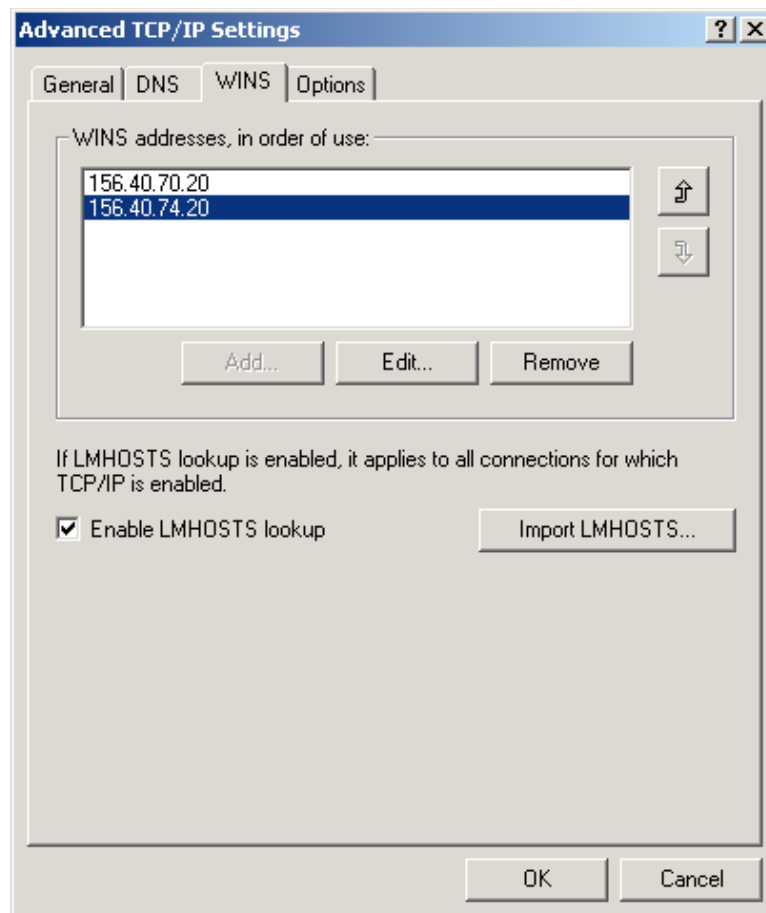 Advanced TCP/IP Settings
General DNS WINS Options
WINS addresses, in order of use:
156.40.70.20
156.40.74.20
Add... Edit... Remove
If LMHOSTS lookup is enabled, it applies to all connections for which
TCP/IP is enabled.
Enable LMHOSTS lookup Import LMHOSTS...
OK Cancel